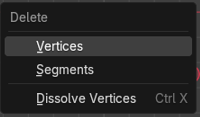 Delete
Vertices
Segments
Dissolve Vertices Ctrl X